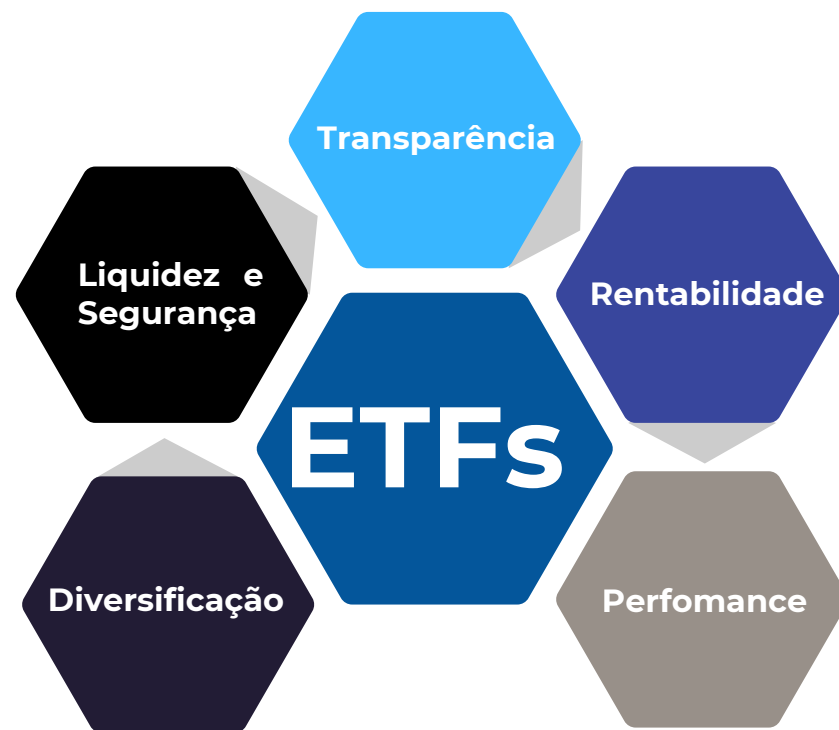 Transparência
Liquidez e
Segurança
Rentabilidade
ETFs
Diversificação
Perfomance